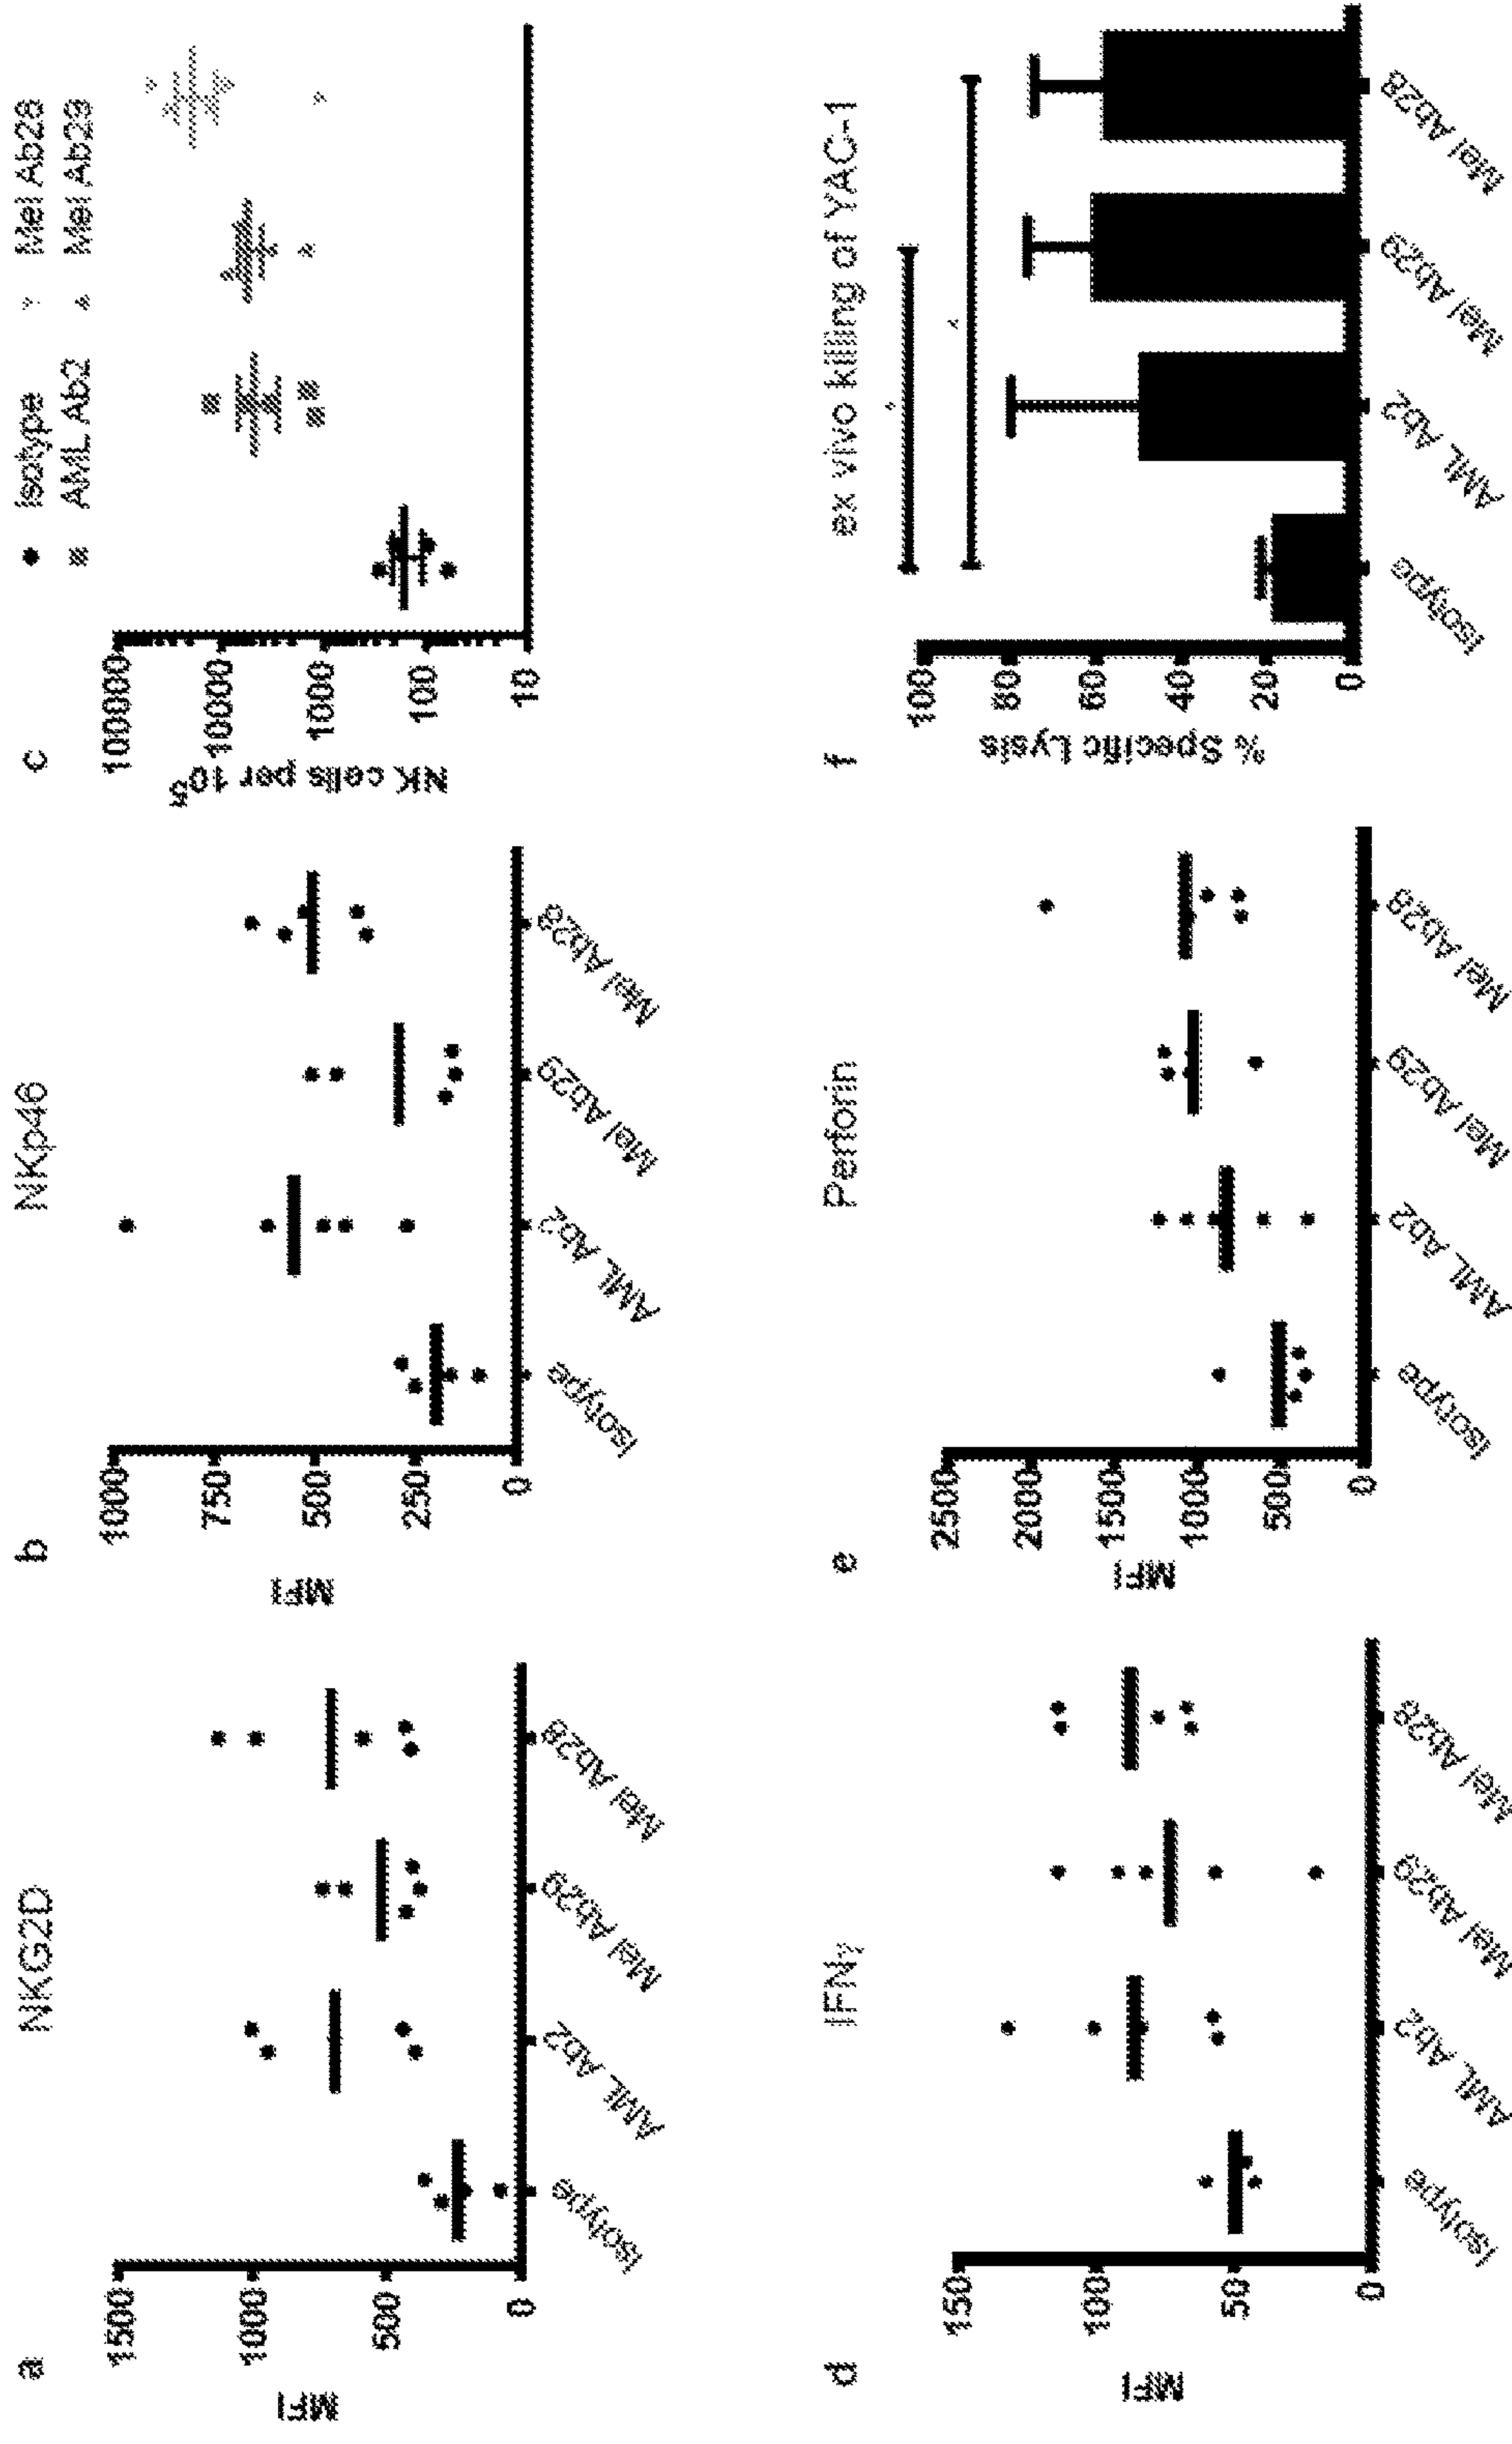 a
NKG2D
MFI
1500
1000
500
0
Isotype
AML Ab2
Mel Ab29
Mel Ab28
b
NKp46
MFI
1000
750
500
250
0
Isotype
AML Ab2
Mel Ab29
Mel Ab28
c
Isotype
AML Ab2
Mel Ab28
Mel Ab29
NK cells per 10^5
100000
10000
1000
100
10
d
IFNγ
MFI
150
100
50
0
Isotype
AML Ab2
Mel Ab29
Mel Ab28
e
Perforin
MFI
2500
2000
1500
1000
500
0
Isotype
AML Ab2
Mel Ab29
Mel Ab28
f
ex vivo killing of YAC-1
% Specific Lysis
100
80
60
40
20
0
Isotype
AML Ab2
Mel Ab29
Mel Ab28